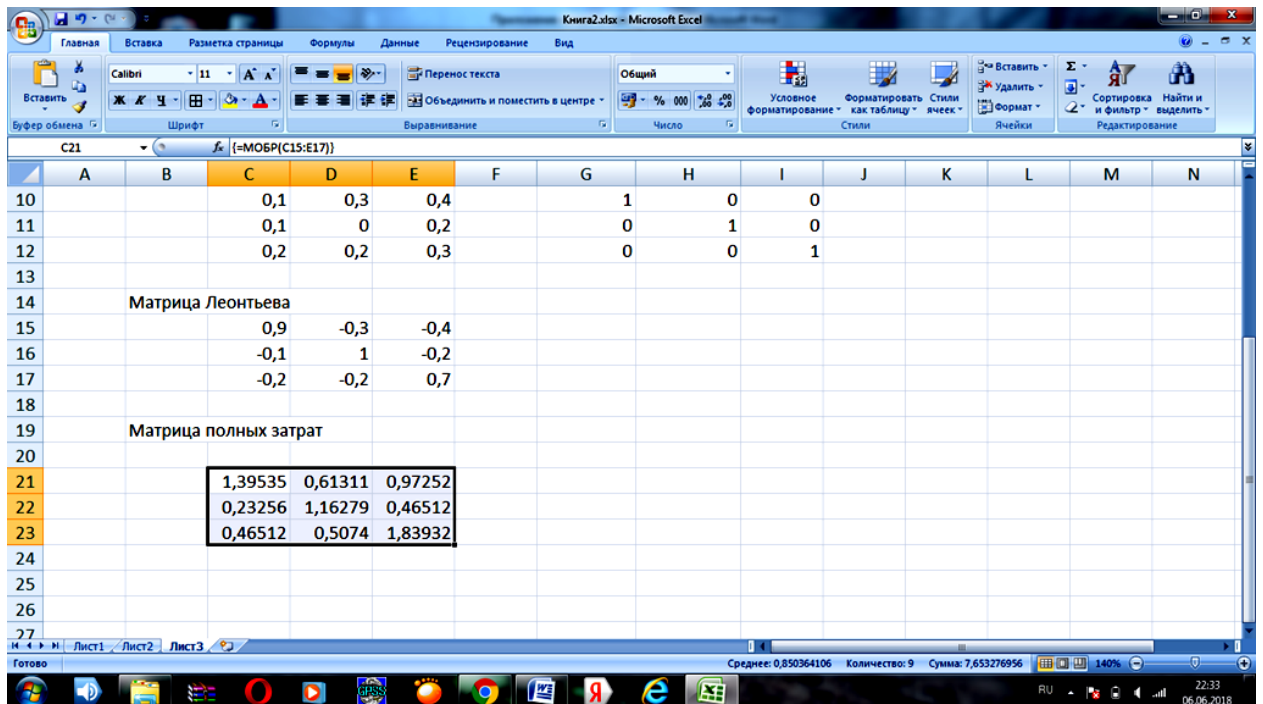 Книга2.xlsx - Microsoft Excel
Главная Вставка Разметка страницы Формулы Данные Рецензирование Вид
Calibri 11 Перенос текста Общий Вставить Σ
Удалить
Вставить Ж К Ч Объединить и поместить в центре % 000 Условное форматирование Форматировать как таблицу Стили ячеек Формат Сортировка и фильтр Найти и выделить
Буфер обмена Шрифт Выравнивание Число Стили Ячейки Редактирование
C21 fx {=МОБР(C15:E17)}
A B C D E F G H I J K L M N
10 0,1 0,3 0,4 1 0 0
11 0,1 0 0,2 0 1 0
12 0,2 0,2 0,3 0 0 1
13
14 Матрица Леонтьева
15 0,9 -0,3 -0,4
16 -0,1 1 -0,2
17 -0,2 -0,2 0,7
18
19 Матрица полных затрат
20
21 1,39535 0,61311 0,97252
22 0,23256 1,16279 0,46512
23 0,46512 0,5074 1,83932
24
25
26
27
Лист1 Лист2 Лист3
Готово Среднее: 0,850364106 Количество: 9 Сумма: 7,653276956 140%
GPSS Я RU 22:33
06.06.2018